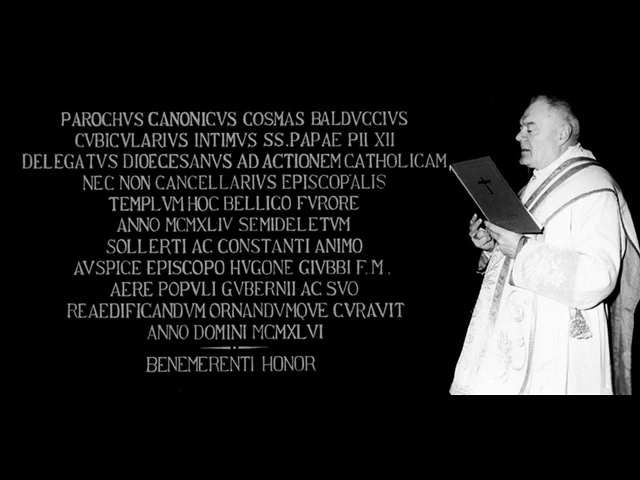 PAROCHVS CANONICVS COSMAS BALDVCCIVS
CVBICVLARIVS INTIMVS SS. PAPAE PII XII
DELEGATVS DIOECESANVS AD ACTIONEM CATHOLICAM
NEC NON CANCELLARIVS EPISCOPALIS
TEMPLVM HOC BELLICO FVRORE
ANNO MCMXLIV SEMIDELETVM
SOLLERTI AC CONSTANTI ANIMO
AVSPICE EPISCOPO HVGONE GIVBBI F.M.
AERE POPVLI GVBERNII AC SVO
REAEDIFICANDVM ORNANDVMQVE CVRAVIT
ANNO DOMINI MCMXLVI
BENEMERENTI HONOR